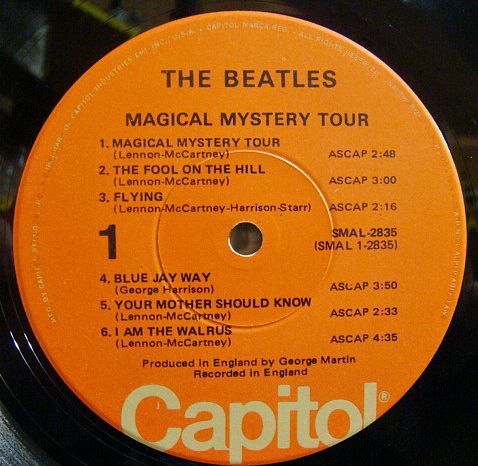 THE BEATLES
MAGICAL MYSTERY TOUR
1. MAGICAL MYSTERY TOUR
(Lennon-McCartney) ASCAP 2:48
2. THE FOOL ON THE HILL
(Lennon-McCartney) ASCAP 3:00
3. FLYING
(Lennon-McCartney-Harrison-Starr) ASCAP 2:16
1
SMAL-2835
(SMAL 1-2835)
4. BLUE JAY WAY
(George Harrison) ASCAP 3:50
5. YOUR MOTHER SHOULD KNOW
(Lennon-McCartney) ASCAP 2:33
6. I AM THE WALRUS
(Lennon-McCartney) ASCAP 4:35
Produced in England by George Martin
Recorded in England
Capitol®